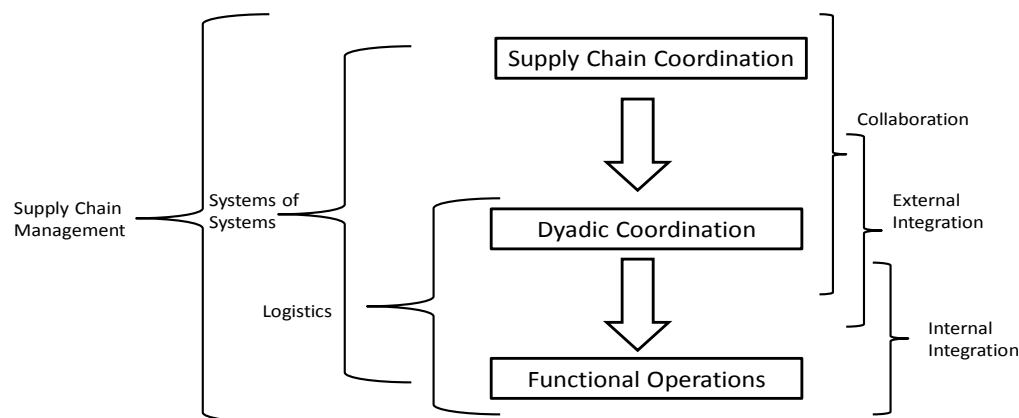 Supply Chain Coordination
Collaboration
Systems of
Systems
Supply Chain
Management
External
Integration
Dyadic Coordination
Logistics
Internal
Integration
Functional Operations